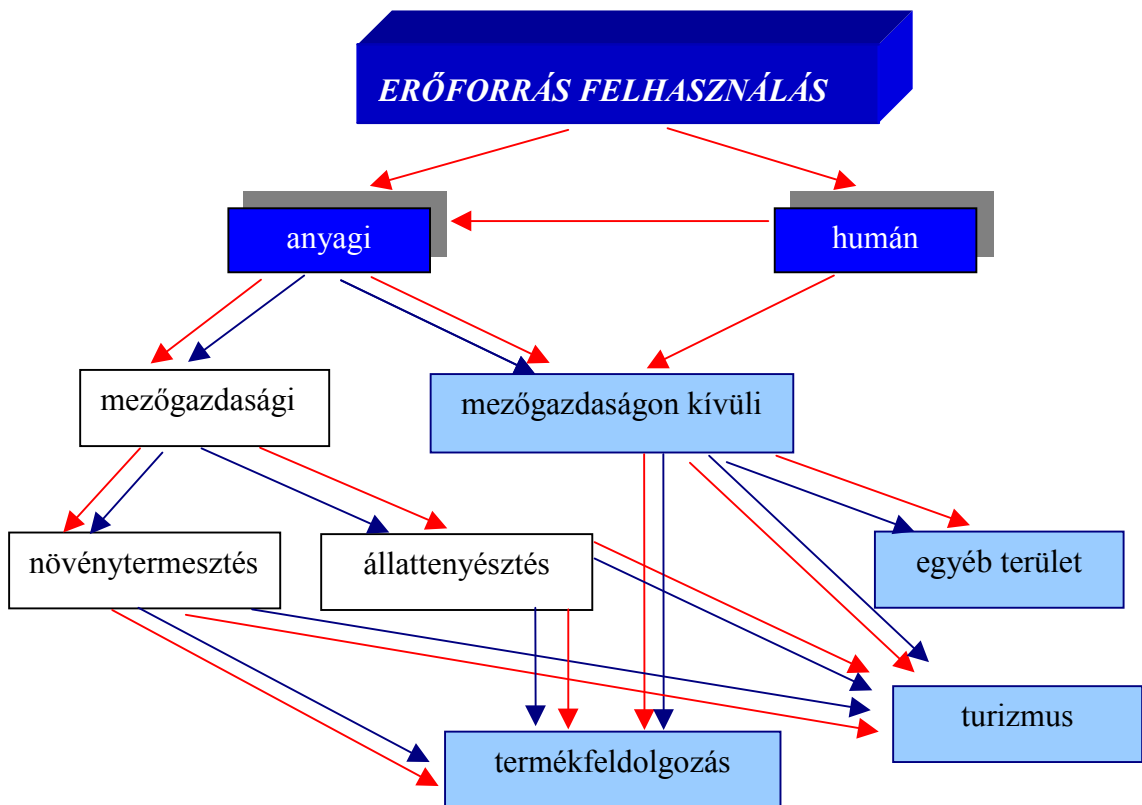 ERŐFORRÁS FELHASZNÁLÁS
anyagi
humán
mezőgazdasági
mezőgazdaságon kívüli
növénytermesztés
állattenyésztés
egyéb terület
turizmus
termékfeldolgozás